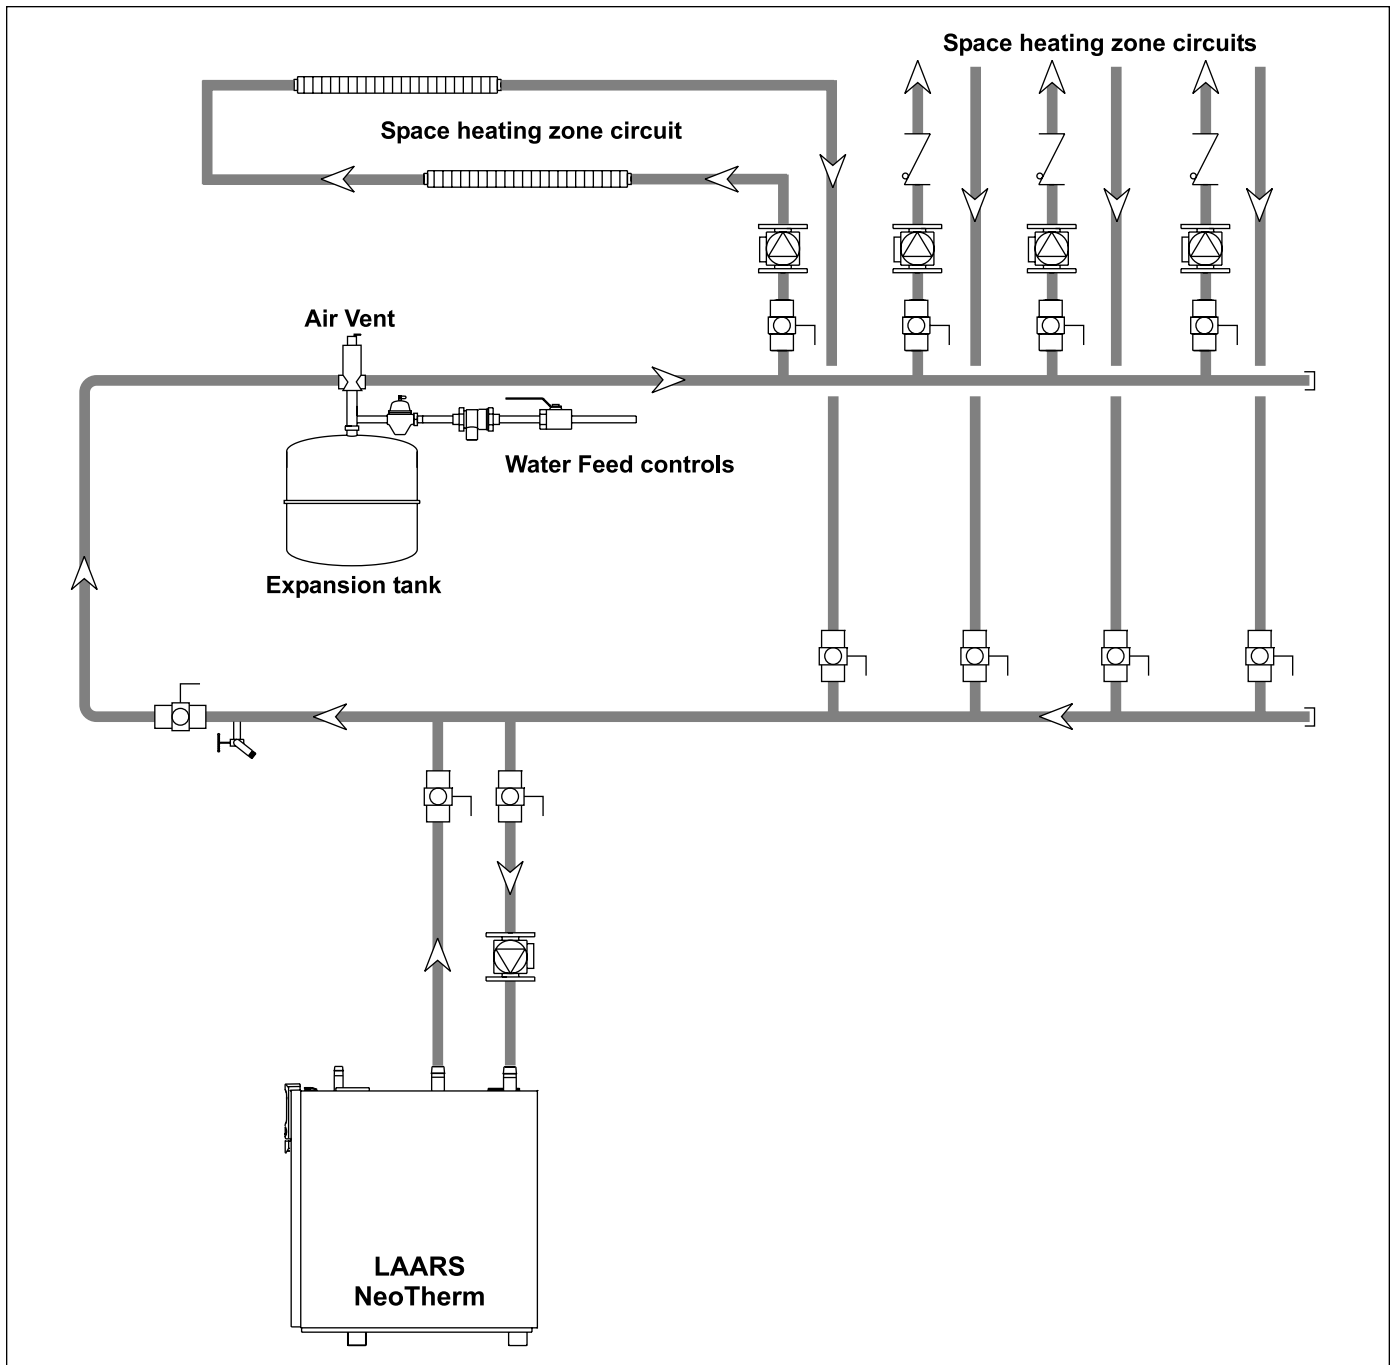 Space heating zone circuits
Space heating zone circuit
Air Vent
Water Feed controls
Expansion tank
LAARS
NeoTherm